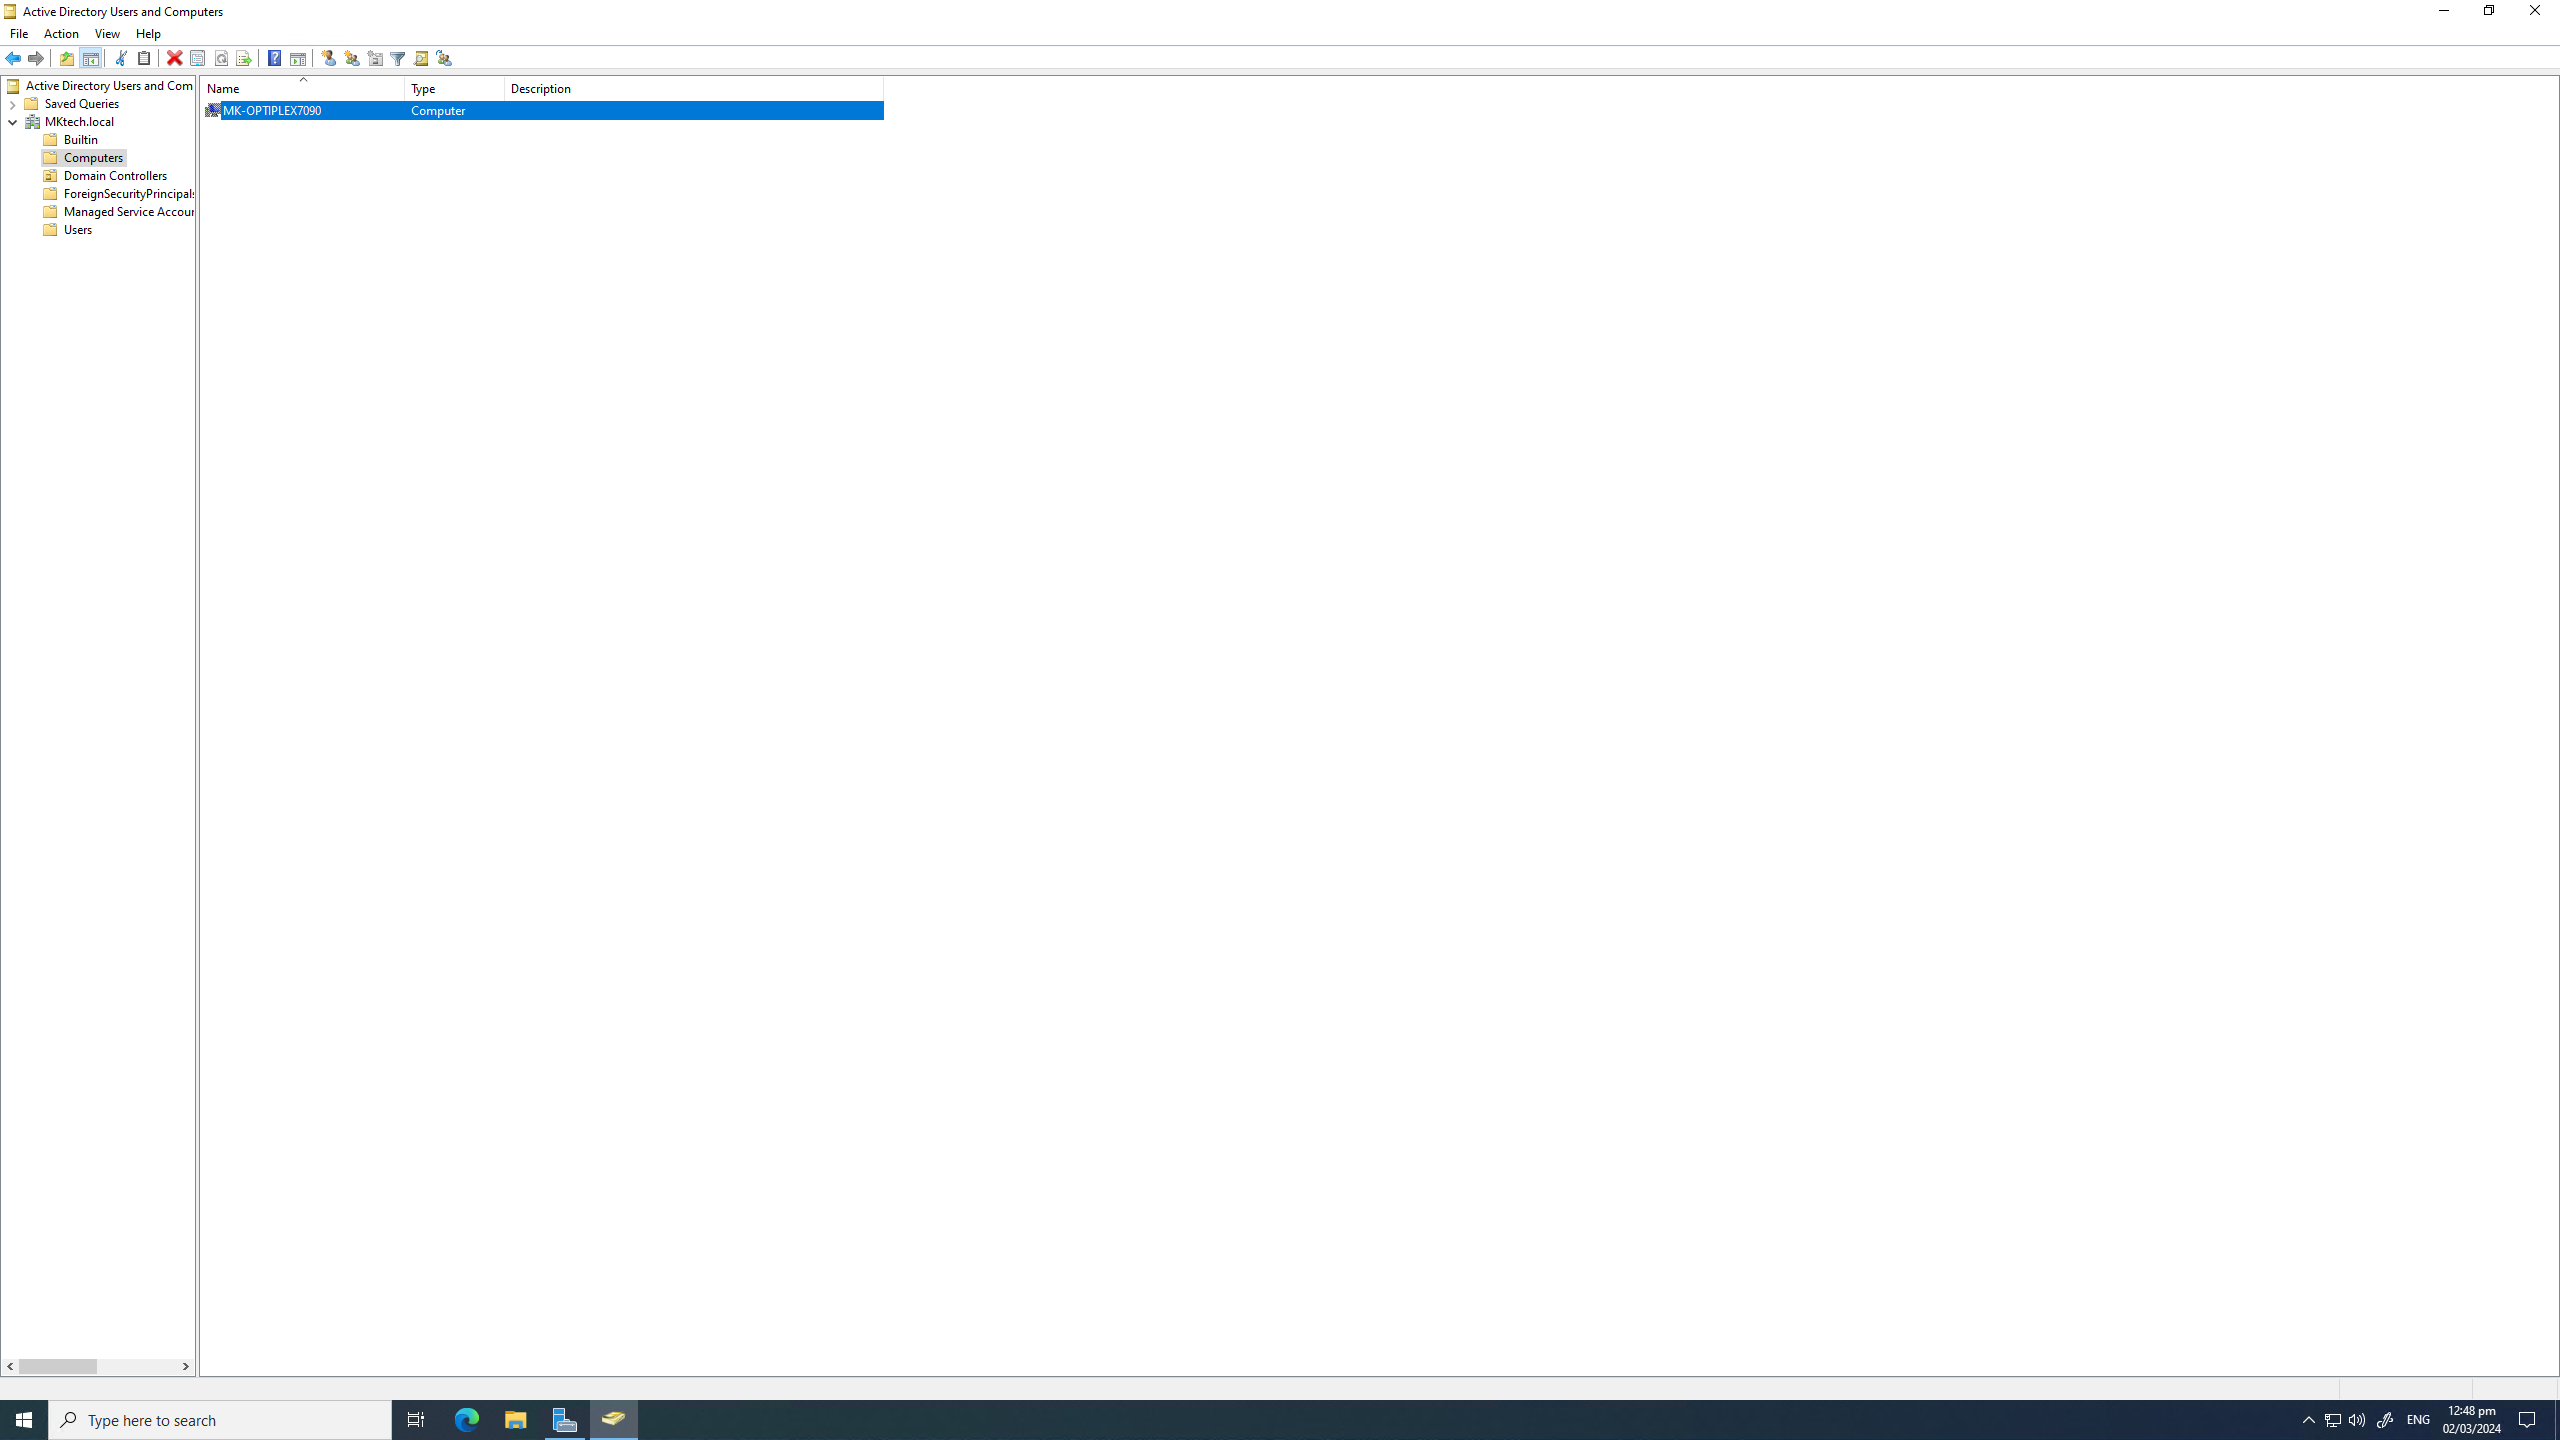 Active Directory Users and Computers
File Action View Help
Active Directory Users and Com
Saved Queries
MKtech.local
Builtin
Computers
Domain Controllers
ForeignSecurityPrincipals
Managed Service Accour
Users
Name Type Description
MK-OPTIPLEX7090 Computer
Type here to search
ENG
12:48 pm
02/03/2024